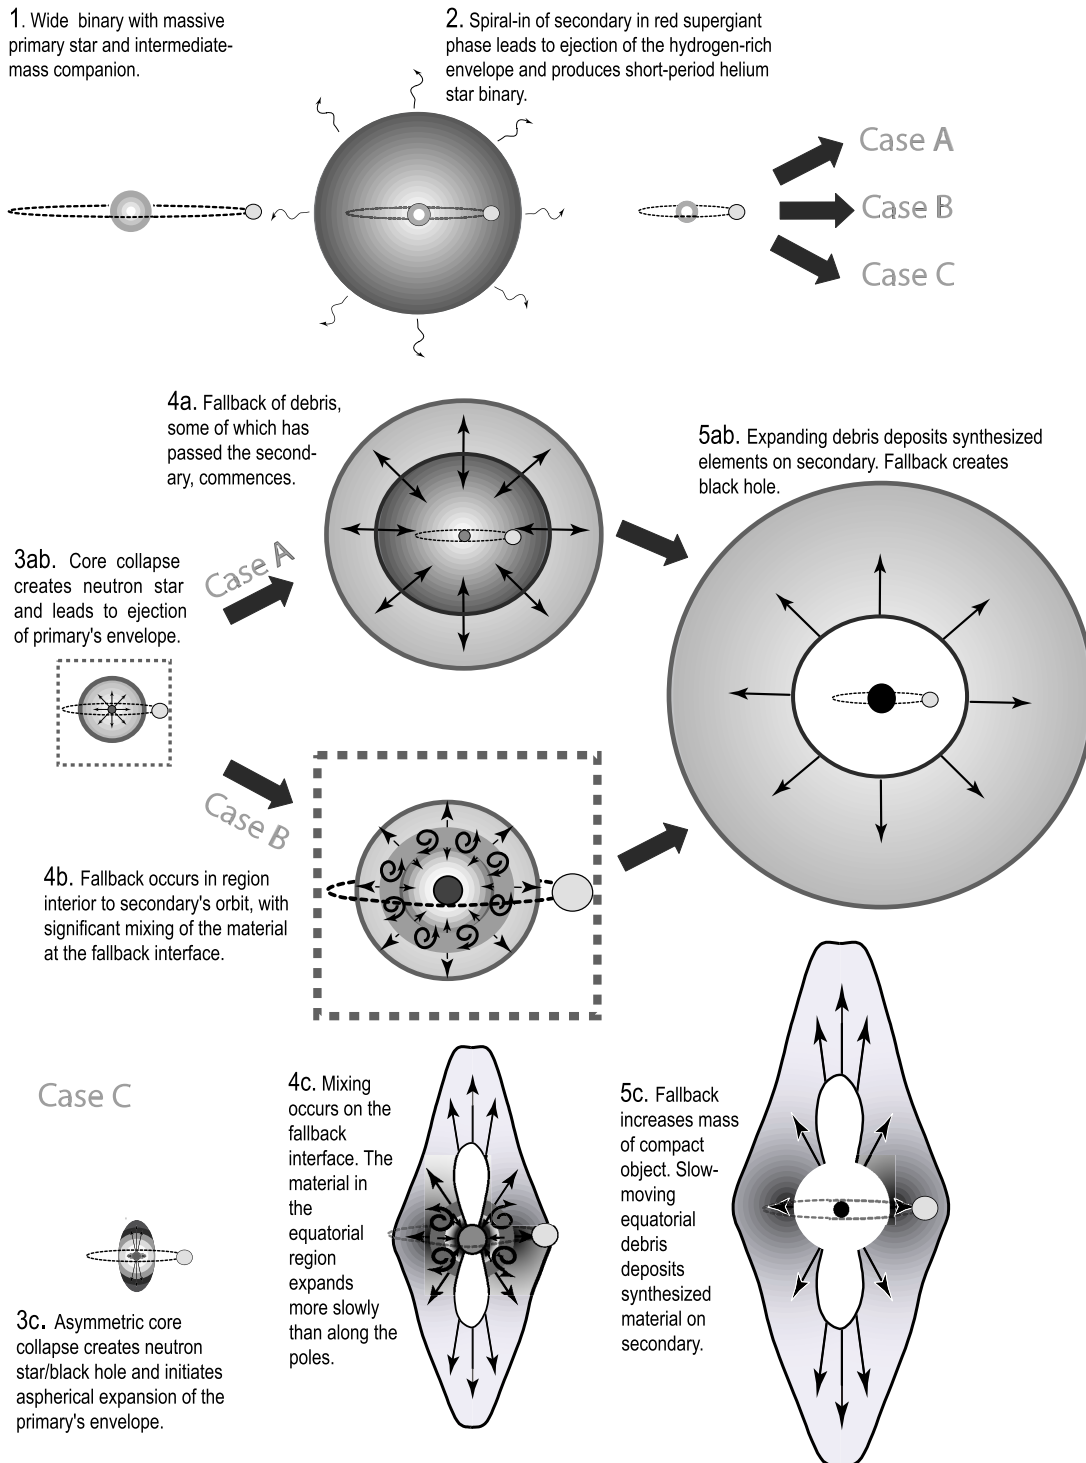 1. Wide binary with massive
primary star and intermediate-
mass companion.
2. Spiral-in of secondary in red supergiant
phase leads to ejection of the hydrogen-rich
envelope and produces short-period helium
star binary.
Case A
Case B
Case C
4a. Fallback of debris,
some of which has
passed the second-
ary, commences.
5ab. Expanding debris deposits synthesized
elements on secondary. Fallback creates
black hole.
3ab. Core collapse
creates neutron star
and leads to ejection
of primary's envelope.
Case A
Case B
4b. Fallback occurs in region
interior to secondary's orbit, with
significant mixing of the material
at the fallback interface.
Case C
4c. Mixing
occurs on the
fallback
interface. The
material in
the
equatorial
region
expands
more slowly
than along the
poles.
5c. Fallback
increases mass
of compact
object. Slow-
moving
equatorial
debris
deposits
synthesized
material on
secondary.
3c. Asymmetric core
collapse creates neutron
star/black hole and initiates
aspherical expansion of the
primary's envelope.